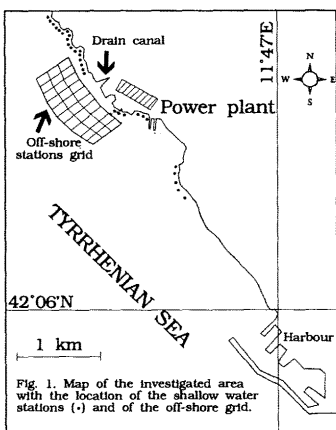 Drain canal
11°47'E
N
W E
S
Power plant
Off-shore
stations grid
TYRRHENIAN SEA
42°06'N
Harbour
1 km
Fig. 1. Map of the investigated area
with the location of the shallow water
stations (•) and of the off-shore grid.